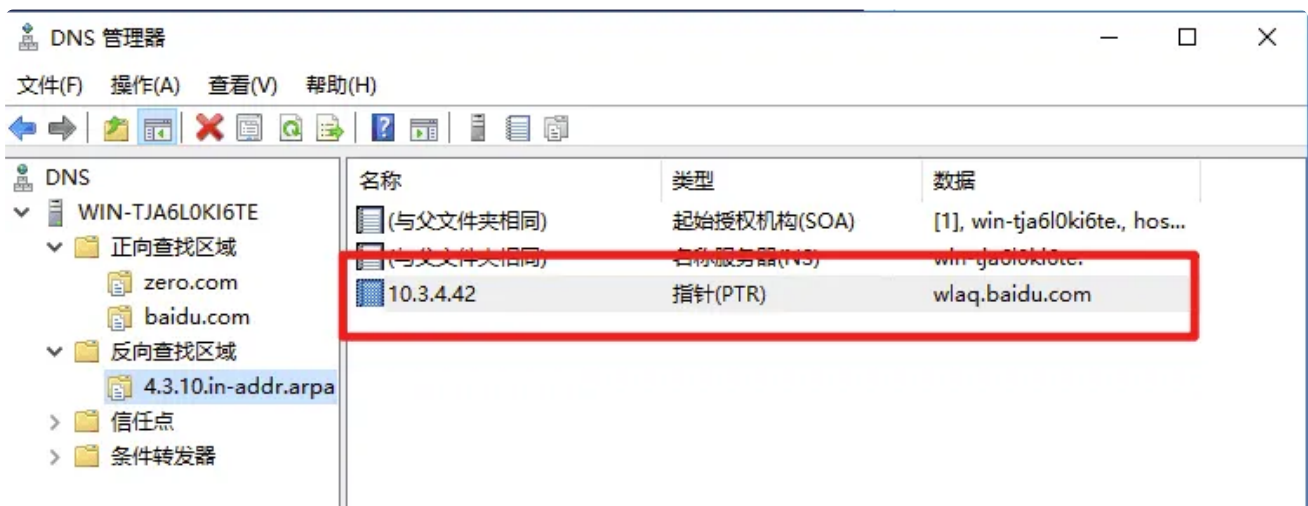 DNS 管理器
文件(F) 操作(A) 查看(V) 帮助(H)
DNS
WIN-TJA6L0KI6TE
正向查找区域
zero.com
baidu.com
反向查找区域
4.3.10.in-addr.arpa
信任点
条件转发器
名称 类型 数据
(与父文件夹相同) 起始授权机构(SOA) [1], win-tja6l0ki6te., hos...
(与父文件夹相同) 名称服务器(NS) win-tja6l0ki6te.
10.3.4.42 指针(PTR) wlaq.baidu.com